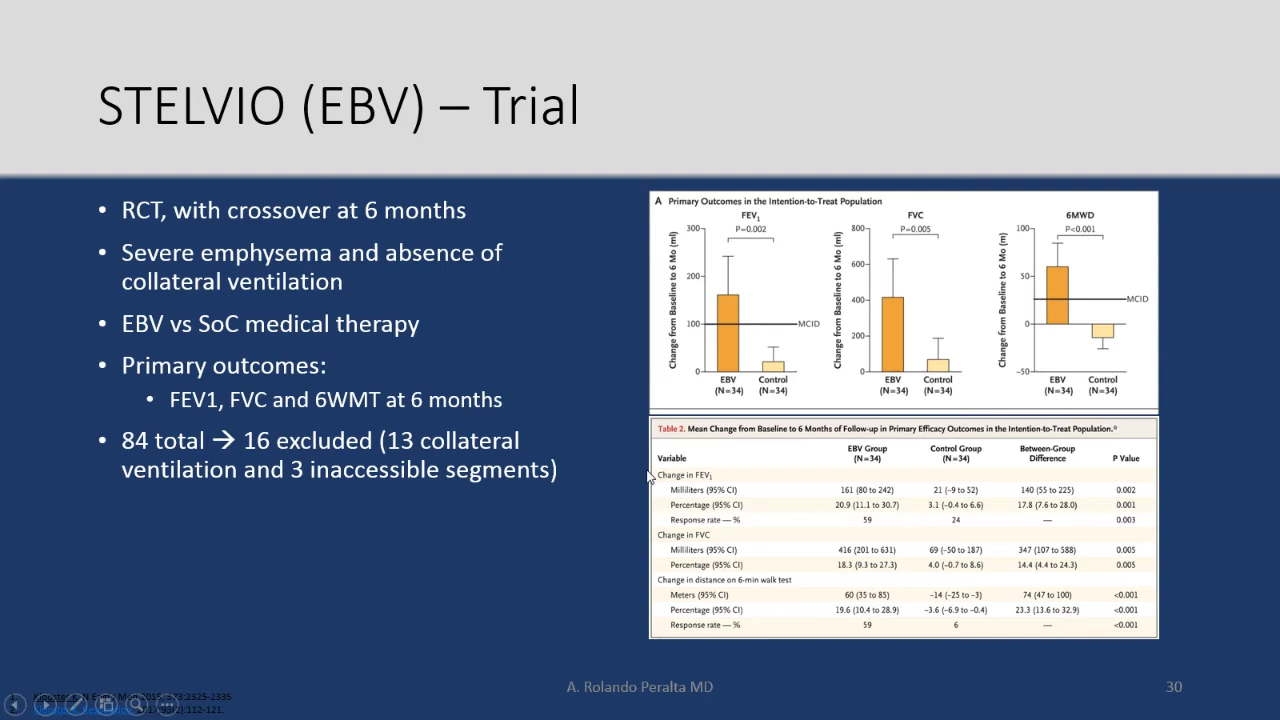 STELVIO (EBV) – Trial
• RCT, with crossover at 6 months
• Severe emphysema and absence of
collateral ventilation
• EBV vs SoC medical therapy
• Primary outcomes:
• FEV1, FVC and 6WMT at 6 months
• 84 total → 16 excluded (13 collateral
ventilation and 3 inaccessible segments)
A Primary Outcomes in the Intention-to-Treat Population
FEV1
P=0.002
Change from Baseline to 6 Mo (ml)
300
200
100
0
MCID
EBV (N=34)
Control (N=34)
FVC
P=0.005
Change from Baseline to 6 Mo (ml)
800
600
400
200
0
EBV (N=34)
Control (N=34)
6MWD
P<0.001
Change from Baseline to 6 Mo (m)
100
50
0
−50
MCID
EBV (N=34)
Control (N=34)
Table 2. Mean Change from Baseline to 6 Months of Follow-up in Primary Efficacy Outcomes in the Intention-to-Treat Population.*
Variable EBV Group (N=34) Control Group (N=34) Between-Group Difference P Value
Change in FEV1
Milliliters (95% CI) 161 (80 to 242) 21 (−9 to 52) 140 (55 to 225) 0.002
Percentage (95% CI) 20.9 (11.1 to 30.7) 3.1 (−0.4 to 6.6) 17.8 (7.6 to 28.0) 0.001
Response rate — % 59 24 — 0.003
Change in FVC
Milliliters (95% CI) 416 (201 to 631) 69 (−50 to 187) 347 (107 to 588) 0.005
Percentage (95% CI) 18.3 (9.3 to 27.3) 4.0 (−0.7 to 8.6) 14.4 (4.4 to 24.3) 0.005
Change in distance on 6-min walk test
Meters (95% CI) 60 (35 to 85) −14 (−25 to −3) 74 (47 to 100) <0.001
Percentage (95% CI) 19.6 (10.4 to 28.9) −3.6 (−6.9 to −0.4) 23.3 (13.6 to 32.9) <0.001
Response rate — % 59 6 — <0.001
1. 2015; 373:2325-2335
2. 2017;93(2):112-121.
A. Rolando Peralta MD
30